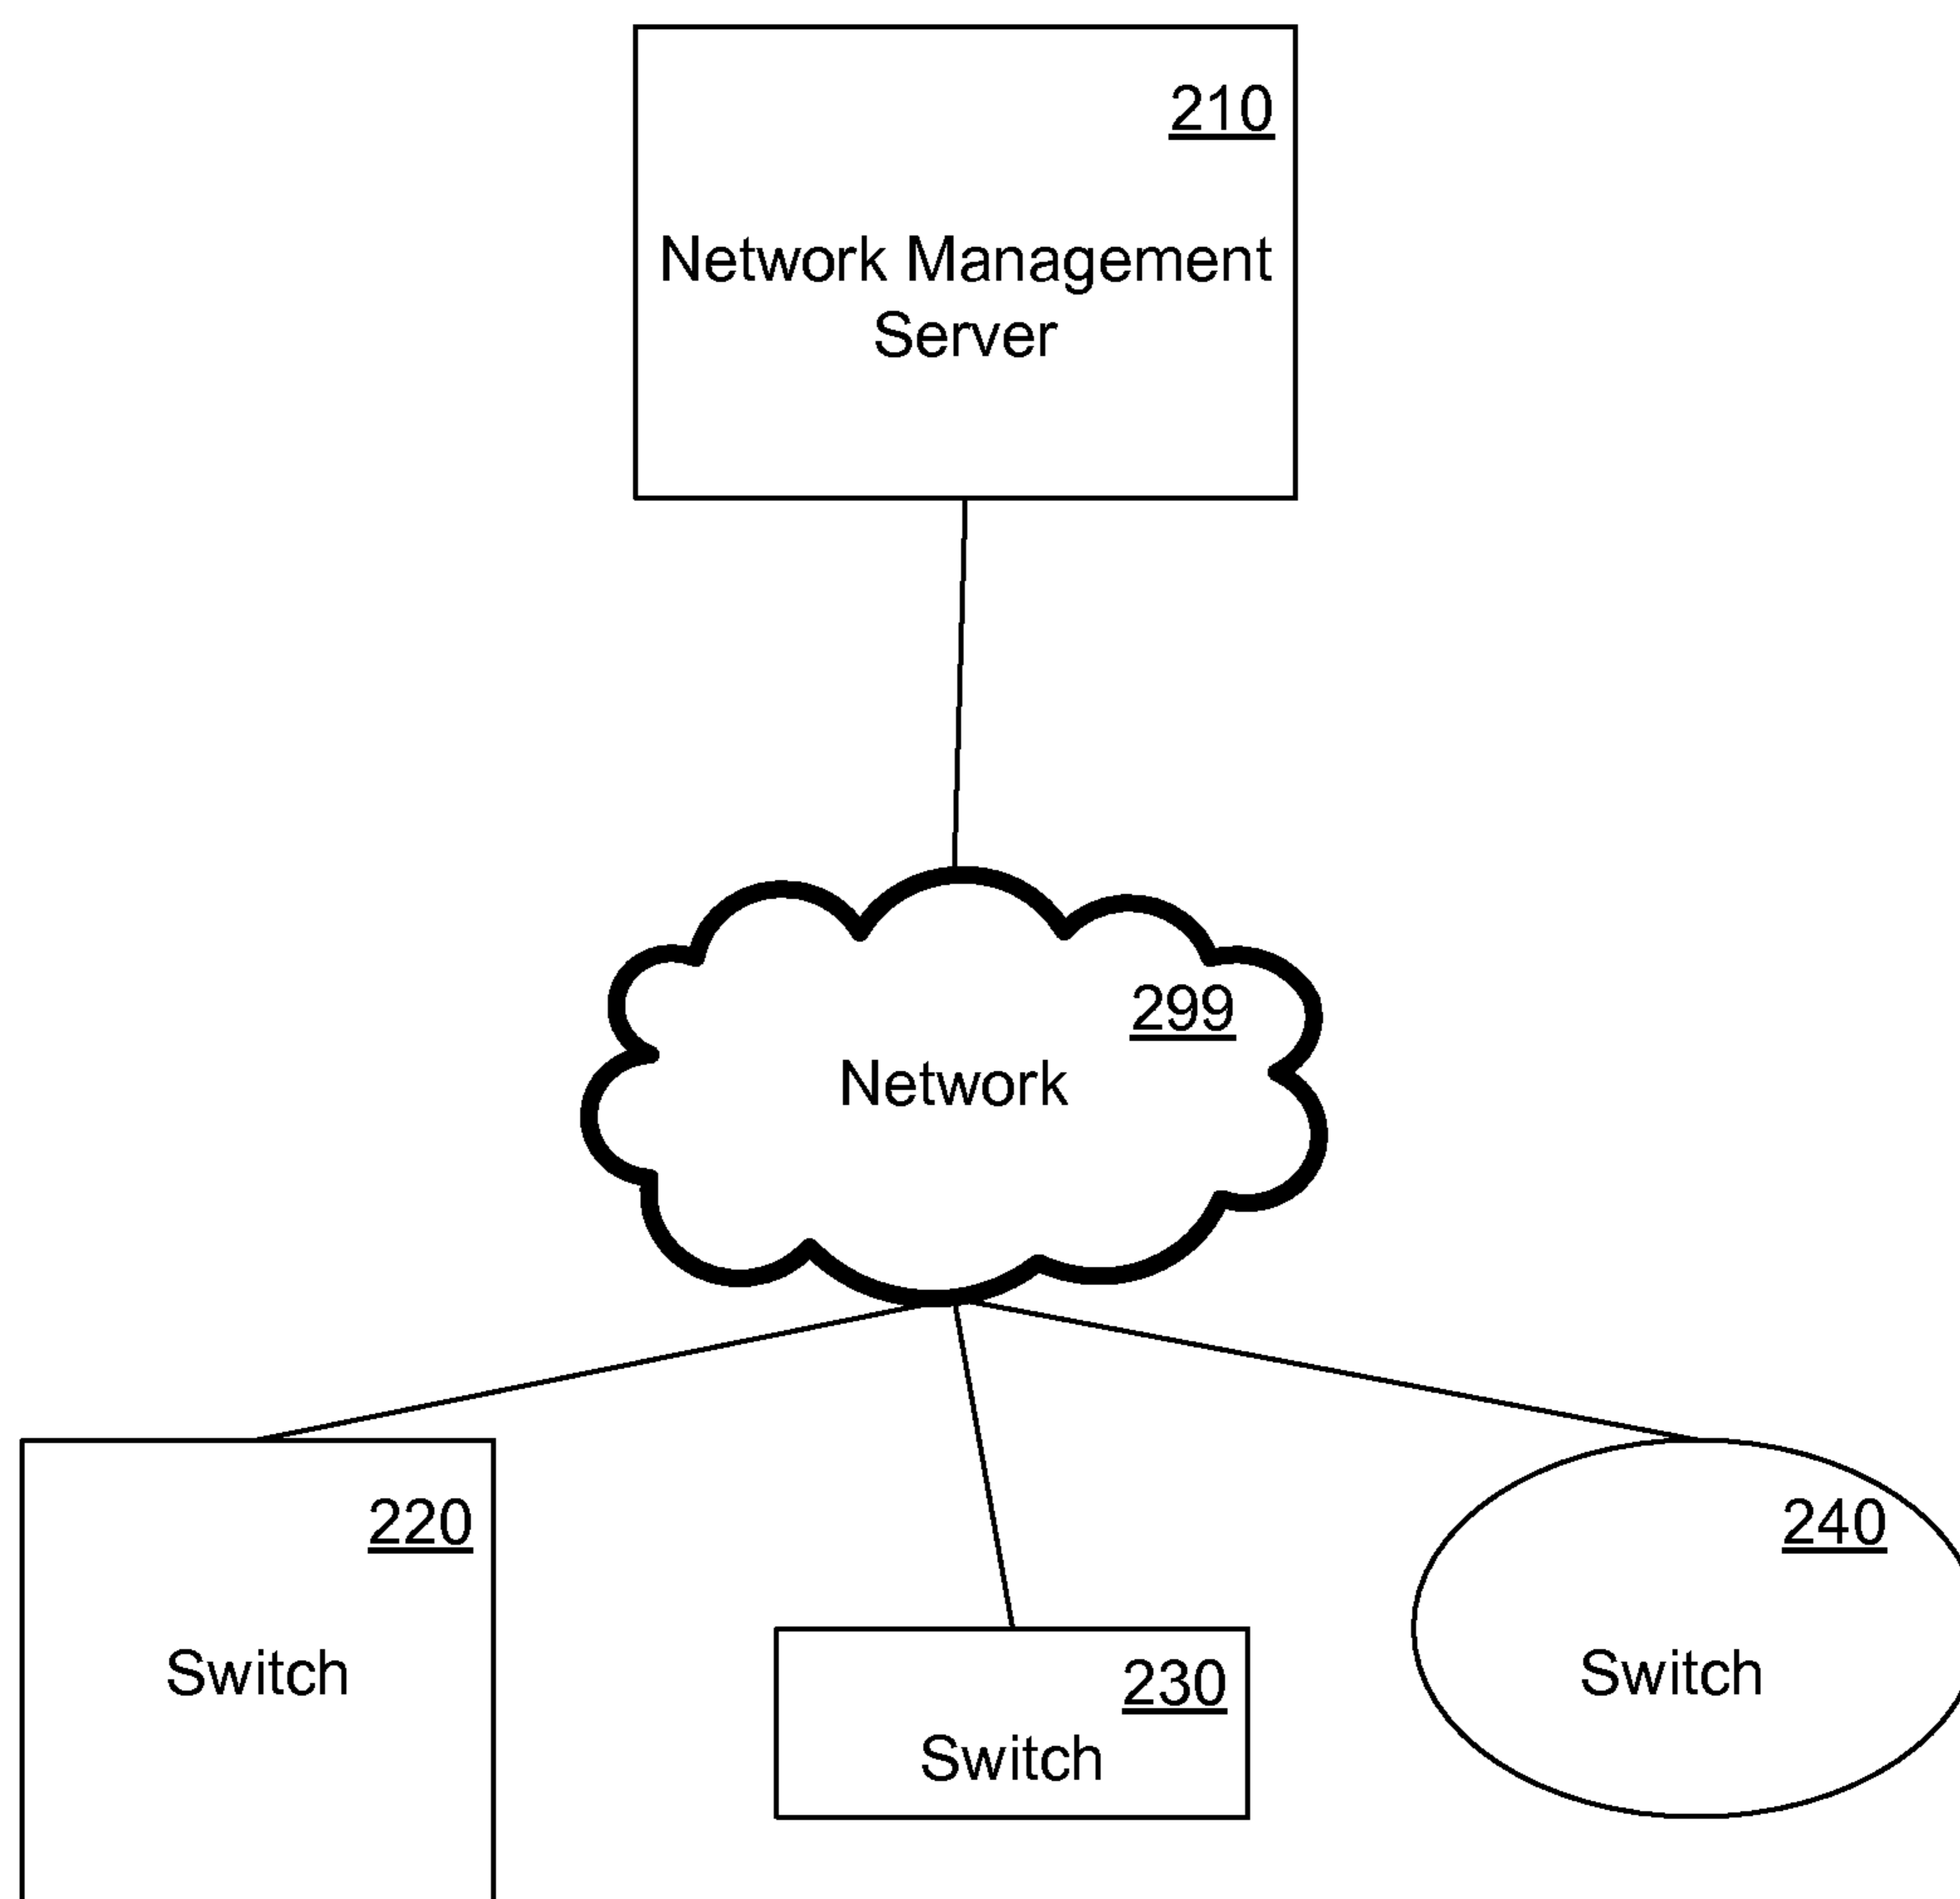 210
Network Management
Server
299
Network
220
Switch
230
Switch
240
Switch